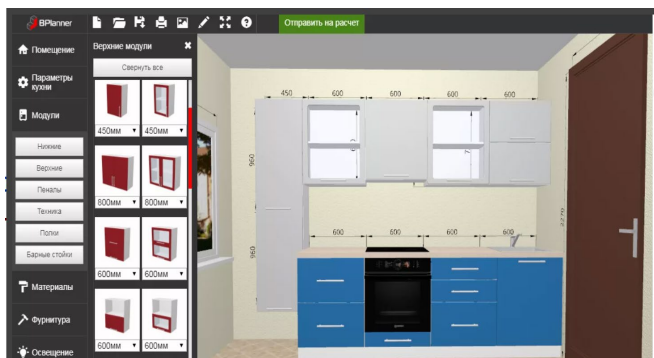 BPlanner
Отправить на расчет
Помещение
Параметры
кухни
Модули
Нижние
Верхние
Пеналы
Техника
Полки
Барные стойки
Материалы
Фурнитура
Освещение
Верхние модули
Свернуть все
450мм 450мм
800мм 800мм
600мм 600мм
600мм 600мм
450 600 600 600 600
960
960
600 600 600 600
2270